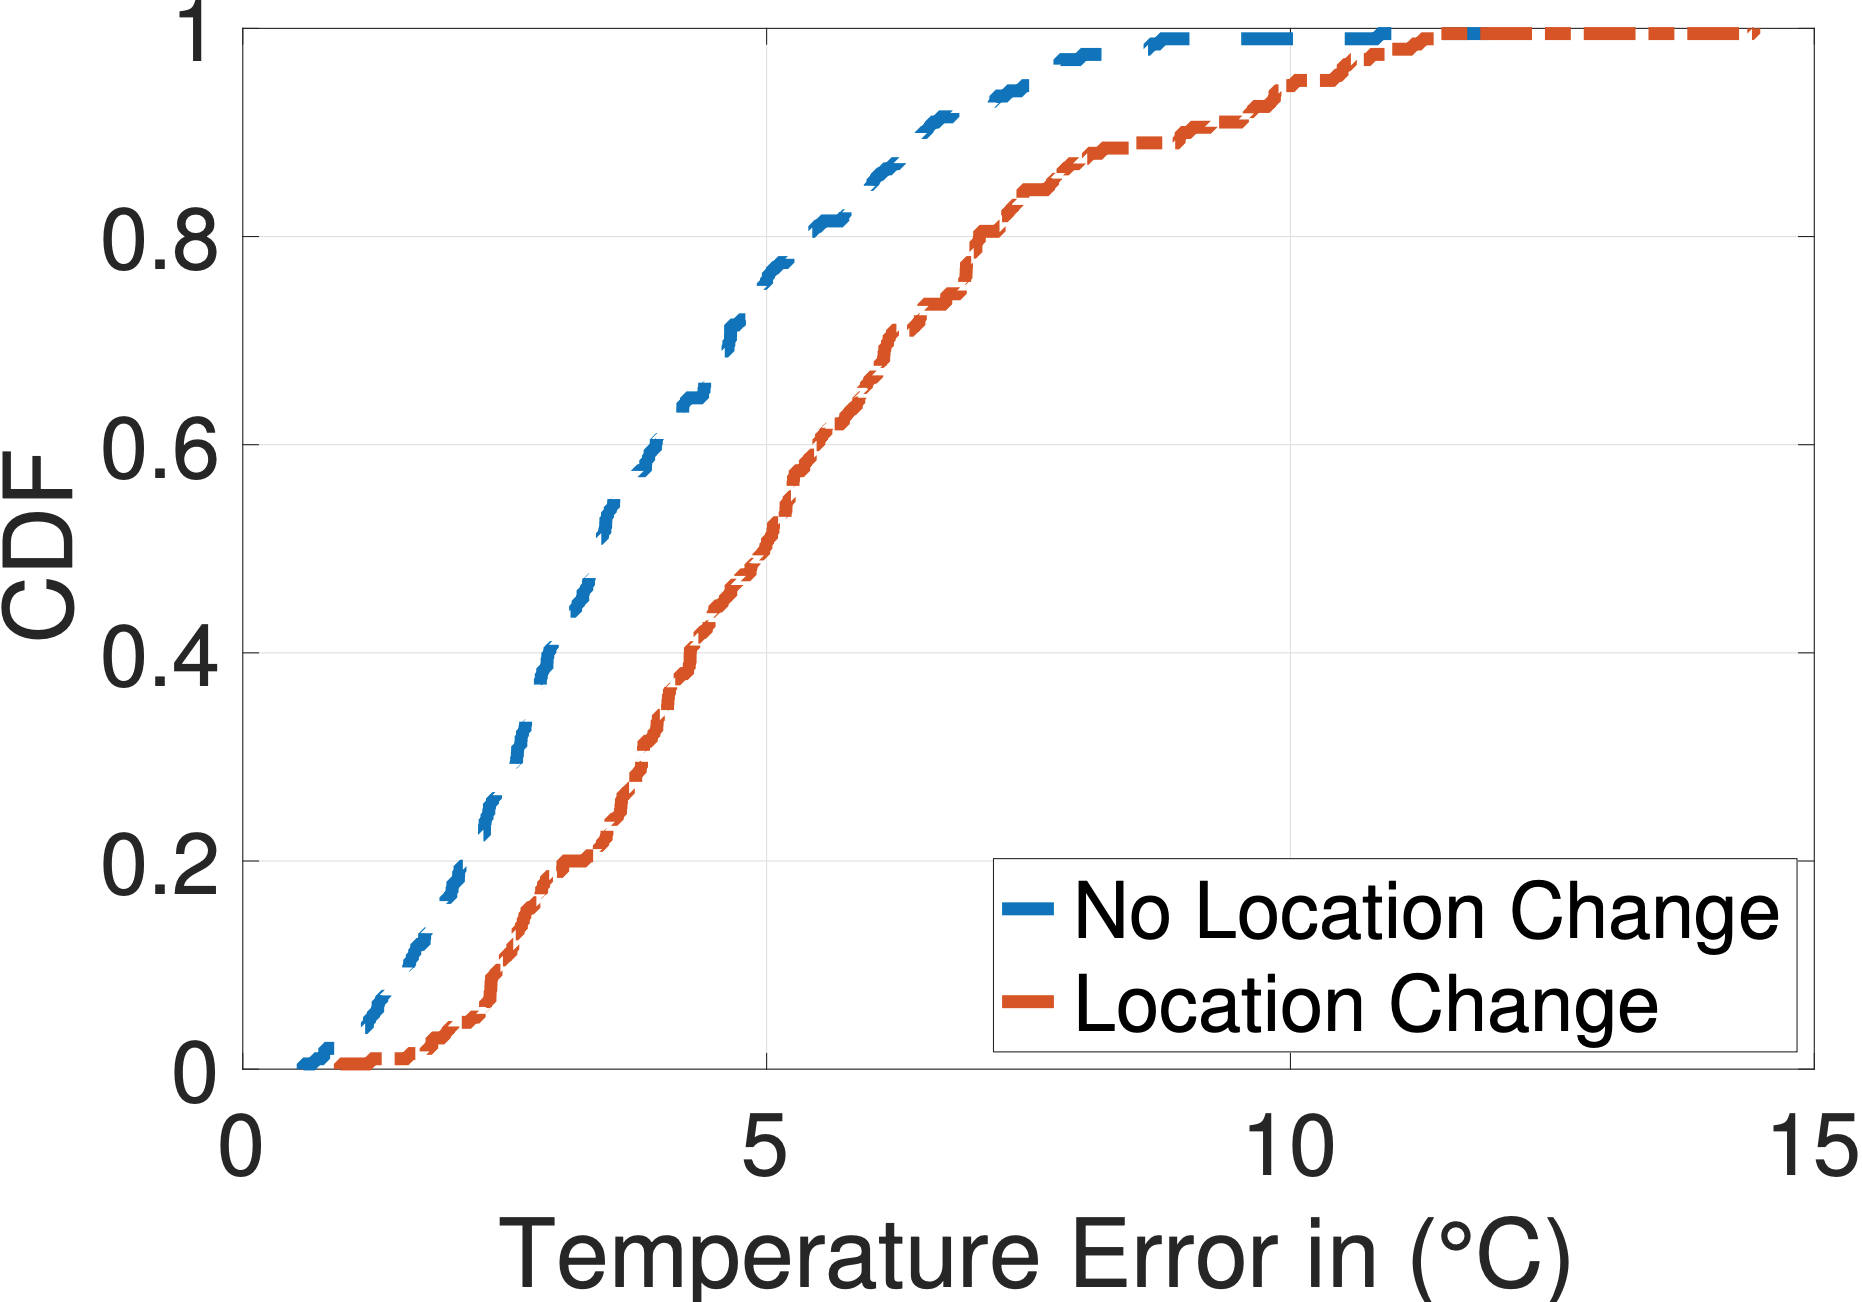 1
0.8
0.6
0.4
0.2
0
CDF
No Location Change
Location Change
0 5 10 15
Temperature Error in (°C)